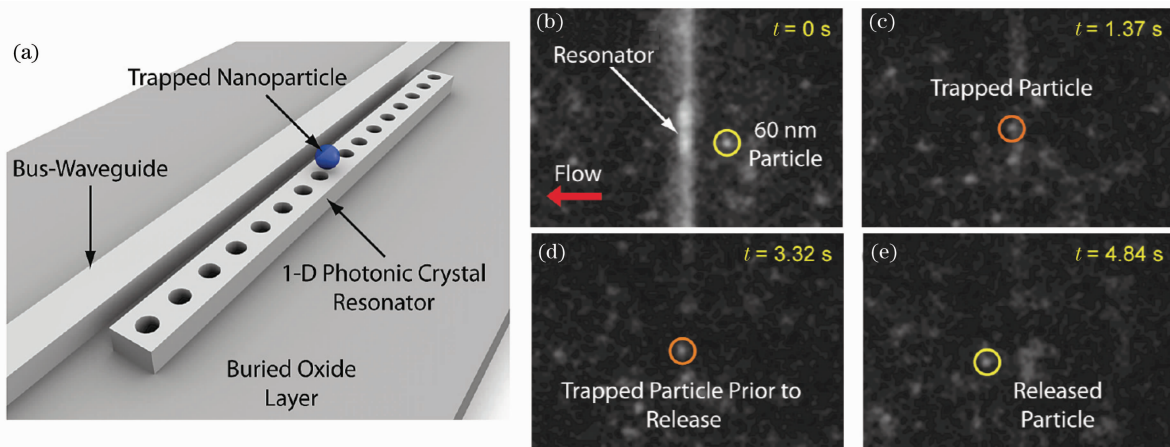 (a)
Trapped Nanoparticle
Bus-Waveguide
1-D Photonic Crystal
Resonator
Buried Oxide
Layer
(b)
t = 0 s
Resonator
60 nm
Particle
Flow
(c)
t = 1.37 s
Trapped Particle
(d)
t = 3.32 s
Trapped Particle Prior to
Release
(e)
t = 4.84 s
Released
Particle